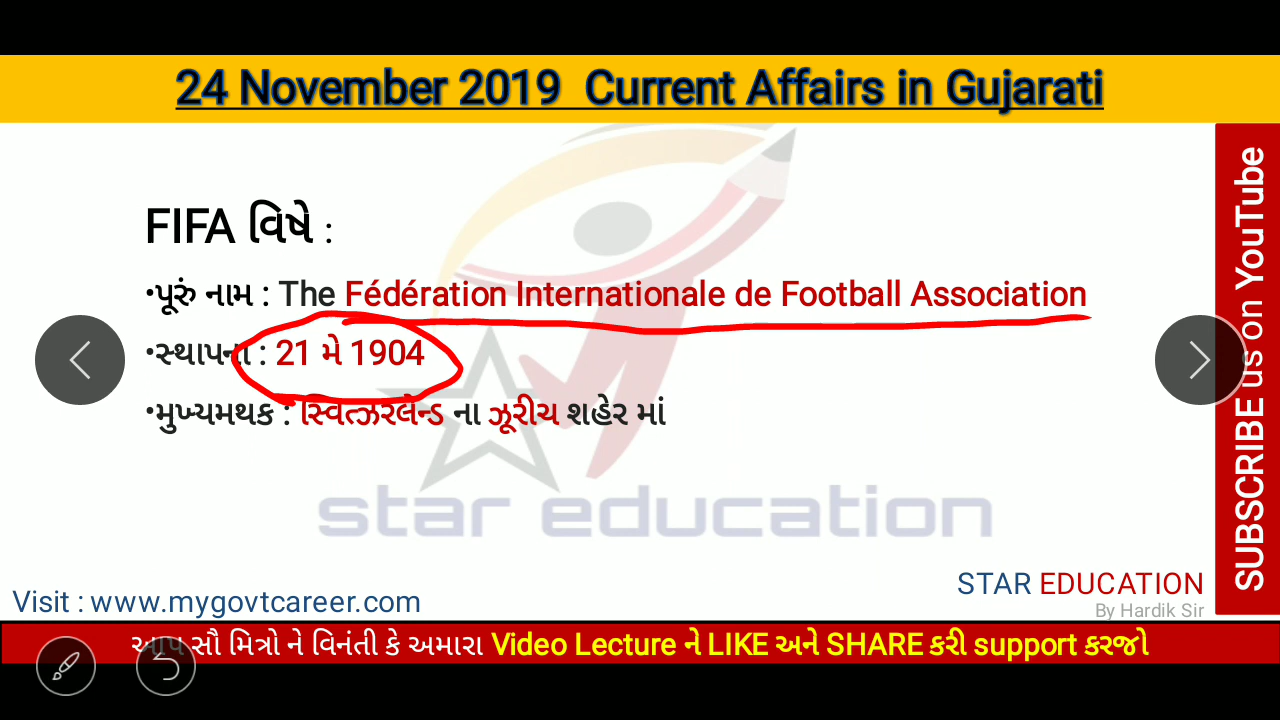 24 November 2019 Current Affairs in Gujarati
FIFA વિષે :
•પૂરું નામ : The Fédération Internationale de Football Association
•સ્થાપના : 21 મે 1904
•મુખ્યમથક : સ્વિત્ઝરલેન્ડ ના ઝૂરીચ શહેર માં
star education
SUBSCRIBE us on YouTube
STAR EDUCATION
By Hardik Sir
Visit : www.mygovtcareer.com
આપ સૌ મિત્રો ને વિનંતી કે અમારા Video Lecture ને LIKE અને SHARE કરી support કરજો